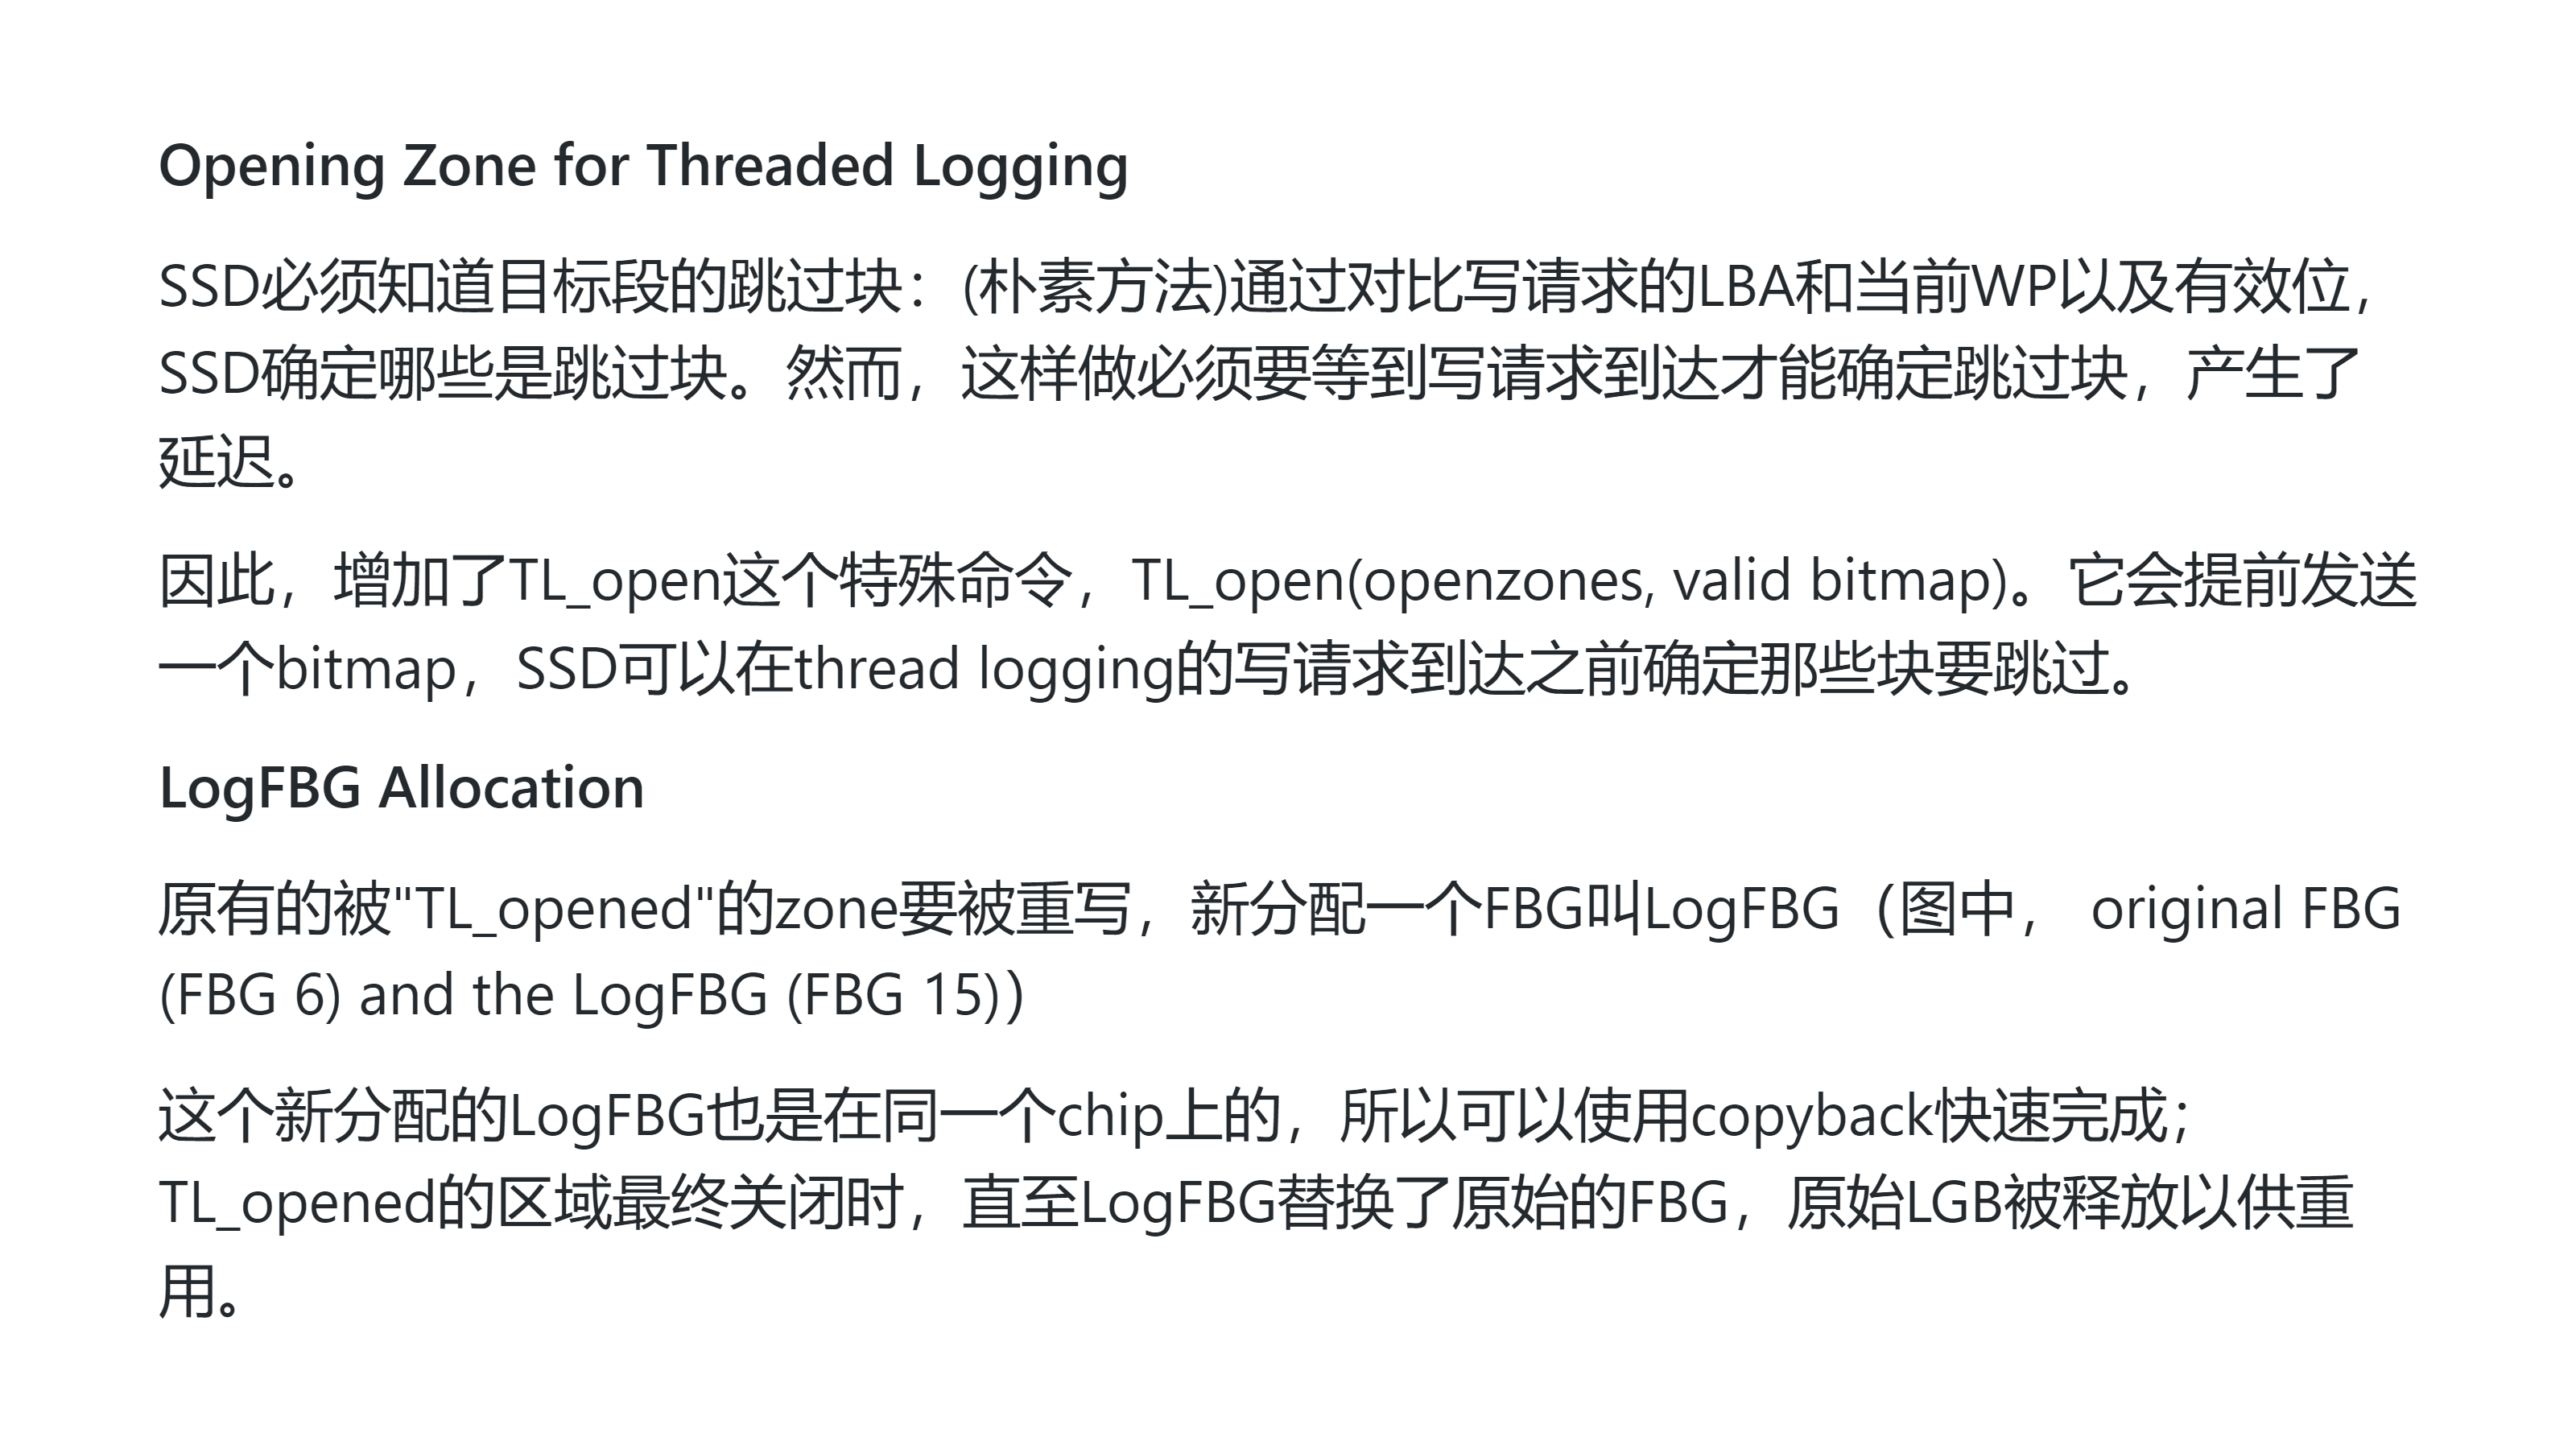 Opening Zone for Threaded Logging
SSD必须知道目标段的跳过块：(朴素方法)通过对比写请求的LBA和当前WP以及有效位，
SSD确定哪些是跳过块。然而，这样做必须要等到写请求到达才能确定跳过块，产生了
延迟。
因此，增加了TL_open这个特殊命令，TL_open(openzones, valid bitmap)。它会提前发送
一个bitmap，SSD可以在thread logging的写请求到达之前确定那些块要跳过。
LogFBG Allocation
原有的被"TL_opened"的zone要被重写，新分配一个FBG叫LogFBG（图中， original FBG
(FBG 6) and the LogFBG (FBG 15)）
这个新分配的LogFBG也是在同一个chip上的，所以可以使用copyback快速完成；
TL_opened的区域最终关闭时，直至LogFBG替换了原始的FBG，原始LGB被释放以供重
用。